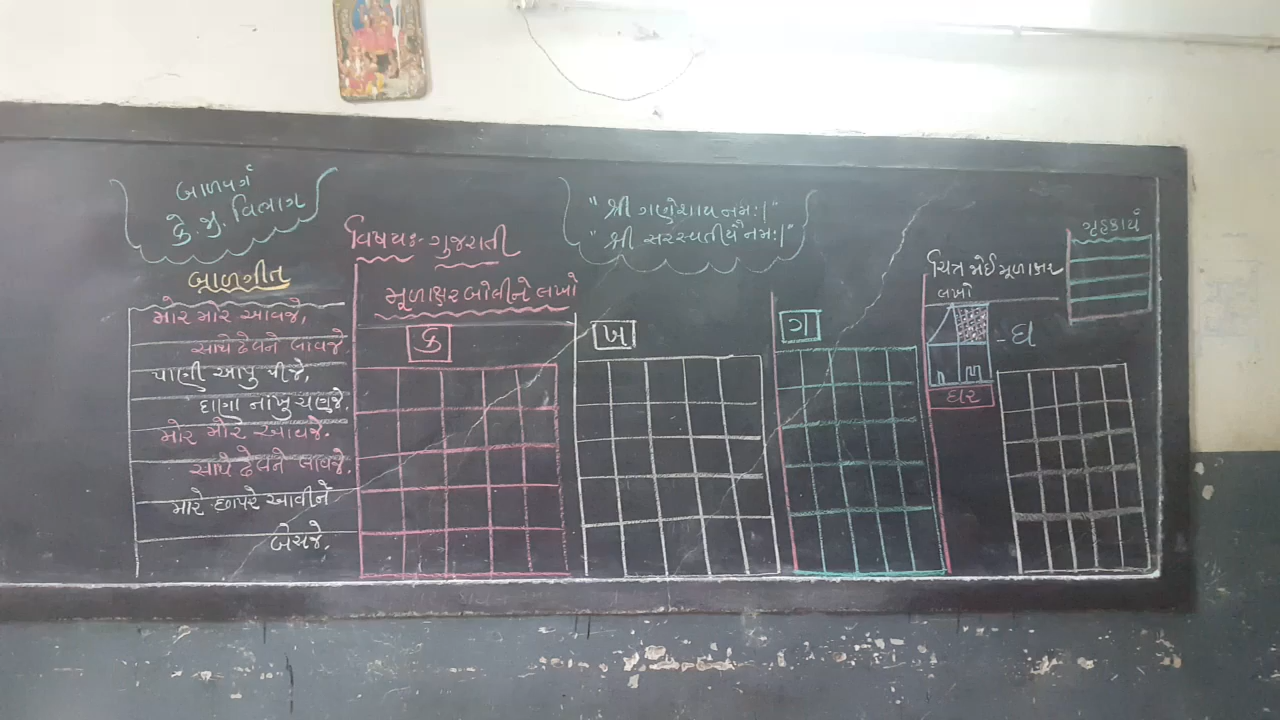 બાળવર્ગ
કે.જી. વિભાગ
બાળગીત
મોર મોર આવજે,
સાથે ઢેલને લાવજે.
પાણી આપુ પીજે,
દાણા નાંખુ ચણજે.
મોર મોર આવજે.
સાથે ઢેલને લાવજે.
મારે છાપરે આવીને
બેસજે.
વિષયઃ- ગુજરાતી
મૂળાક્ષર બોલીને લખો
ક
ખ
ગ
"શ્રી ગણેશાય નમઃ।"
"શ્રી સરસ્વતીયૈ નમઃ।"
ચિત્ર જોઈ મૂળાક્ષર
લખો
- ઘ
ઘર
ગૃહકાર્ય